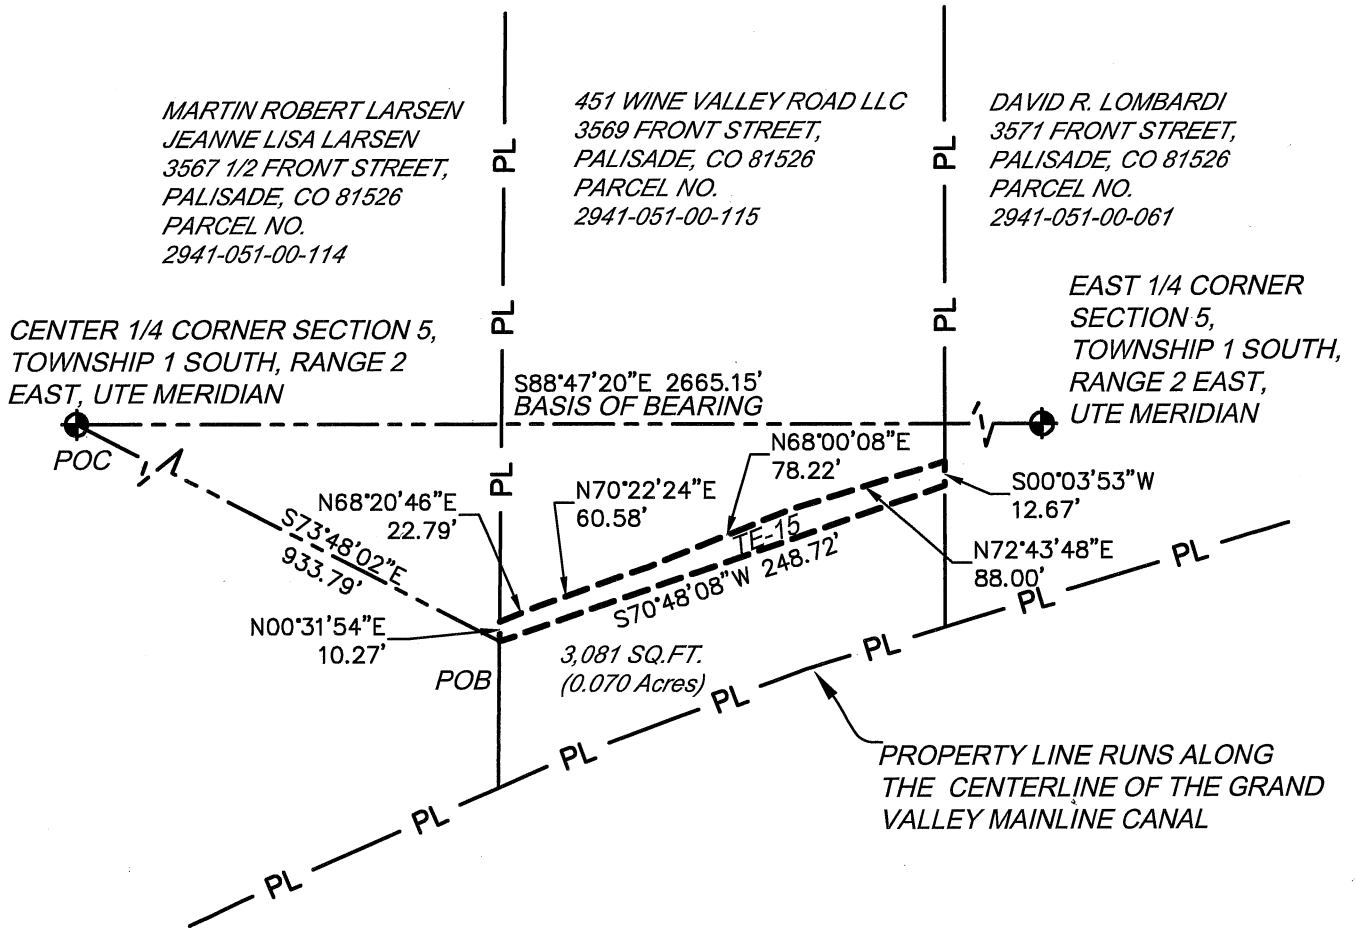 MARTIN ROBERT LARSEN
JEANNE LISA LARSEN
3567 1/2 FRONT STREET,
PALISADE, CO 81526
PARCEL NO.
2941-051-00-114
451 WINE VALLEY ROAD LLC
3569 FRONT STREET,
PALISADE, CO 81526
PARCEL NO.
2941-051-00-115
DAVID R. LOMBARDI
3571 FRONT STREET,
PALISADE, CO 81526
PARCEL NO.
2941-051-00-061
PL
PL
PL
PL
PL
CENTER 1/4 CORNER SECTION 5,
TOWNSHIP 1 SOUTH, RANGE 2
EAST, UTE MERIDIAN
EAST 1/4 CORNER
SECTION 5,
TOWNSHIP 1 SOUTH,
RANGE 2 EAST,
UTE MERIDIAN
S88°47'20"E 2665.15'
BASIS OF BEARING
POC
N68°00'08"E
78.22'
N70°22'24"E
60.58'
N68°20'46"E
22.79'
S00°03'53"W
12.67'
S73°48'02"E
933.79'
TE-15
N72°43'48"E
88.00'
S70°48'08"W 248.72'
N00°31'54"E
10.27'
POB
3,081 SQ.FT.
(0.070 Acres)
PL
PL
PL
PL
PL
PL
PL
PROPERTY LINE RUNS ALONG
THE CENTERLINE OF THE GRAND
VALLEY MAINLINE CANAL